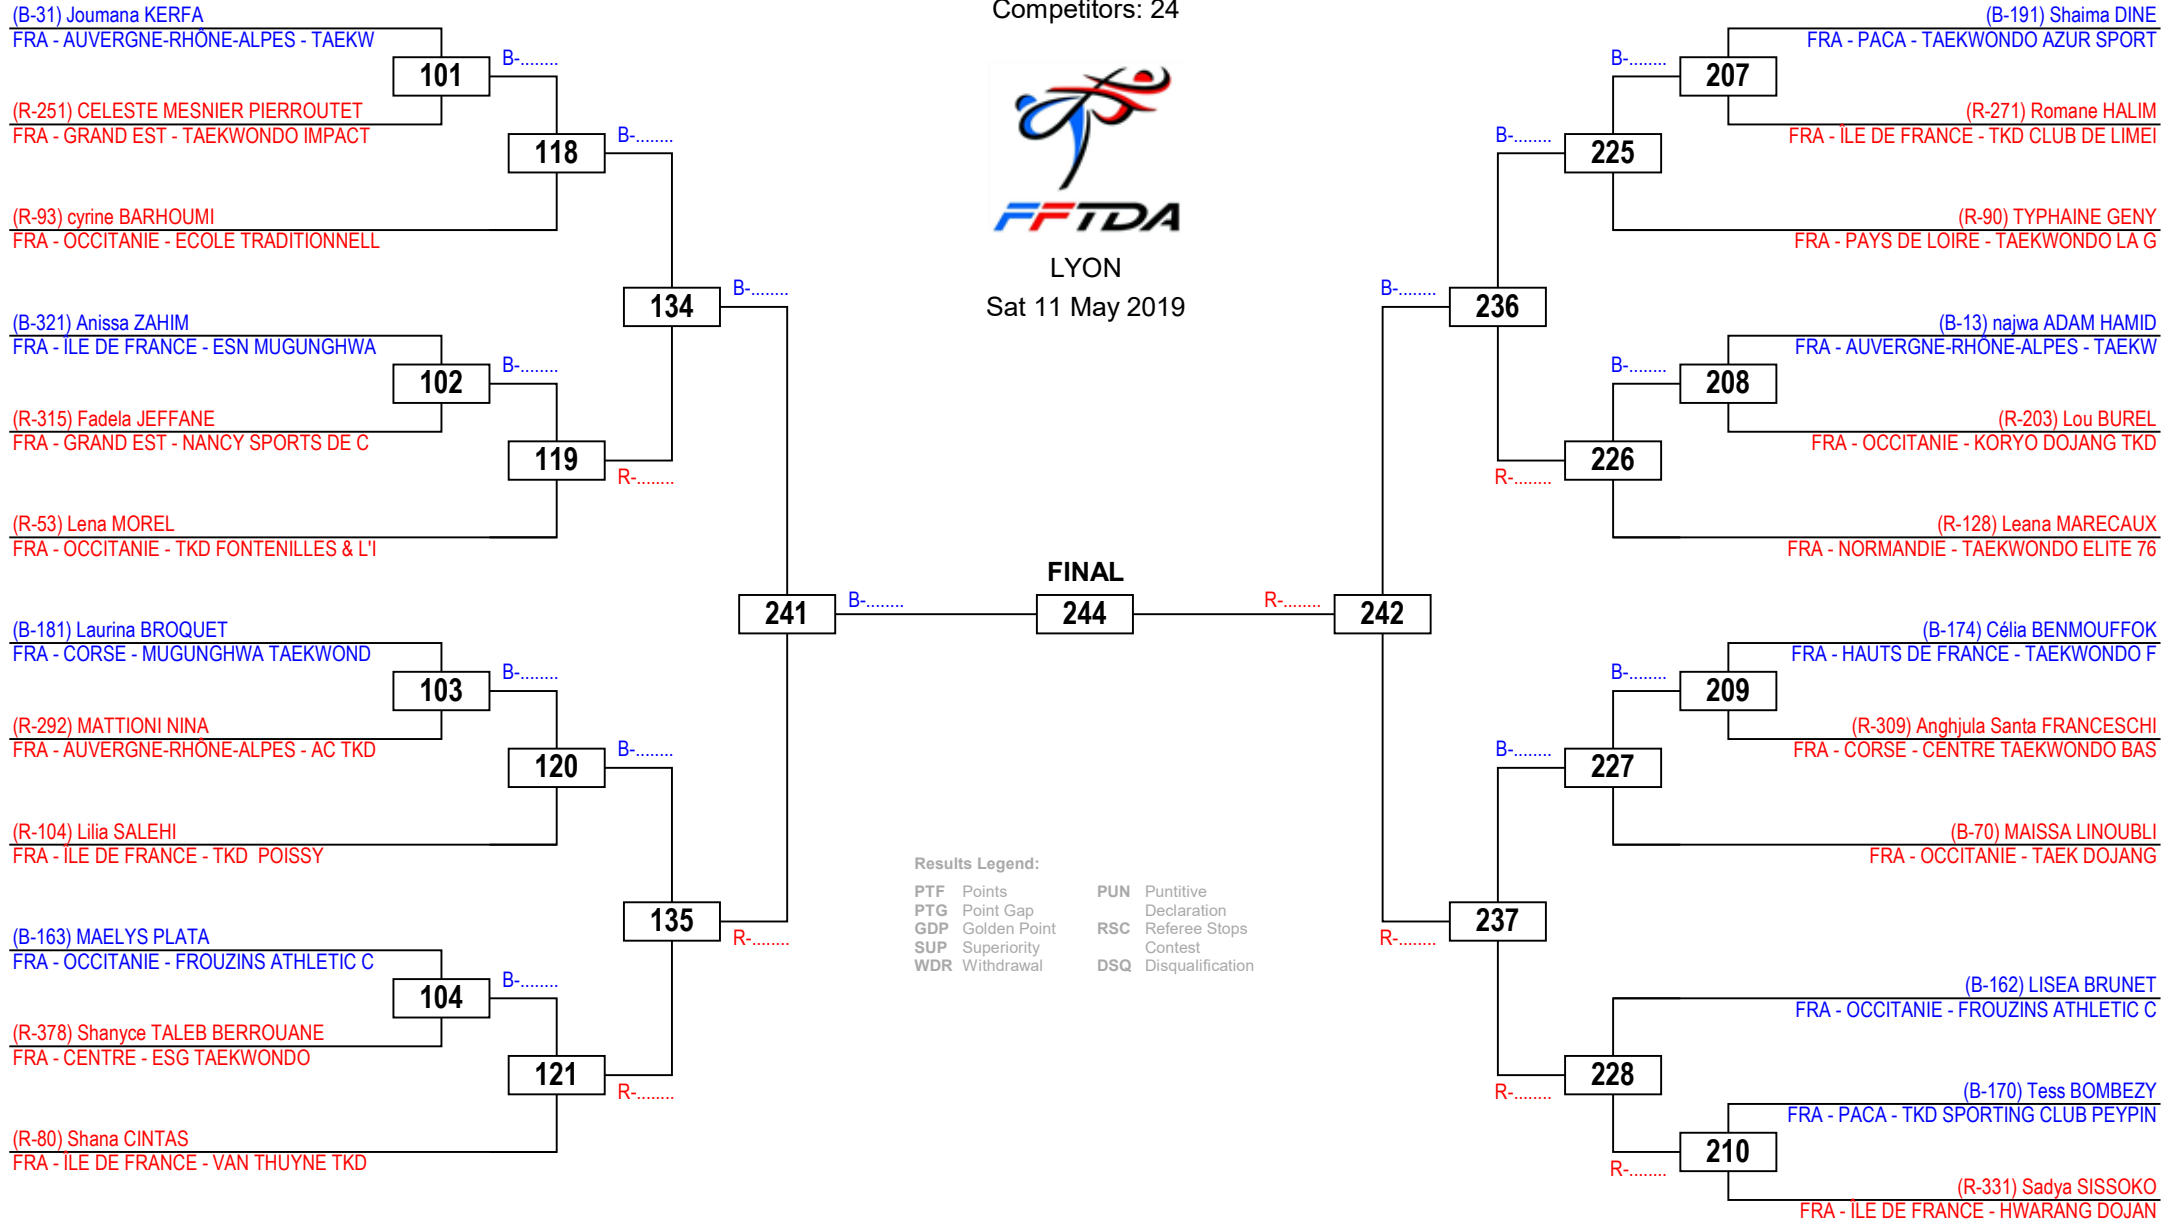 Competitors: 24
FFTDA
LYON
Sat 11 May 2019
(B-31) Joumana KERFA
FRA - AUVERGNE-RHÔNE-ALPES - TAEKW
101
B-........
(R-251) CELESTE MESNIER PIERROUTET
FRA - GRAND EST - TAEKWONDO IMPACT
118
B-........
(R-93) cyrine BARHOUMI
FRA - OCCITANIE - ECOLE TRADITIONNELL
134
B-........
(B-321) Anissa ZAHIM
FRA - ÎLE DE FRANCE - ESN MUGUNGHWA
102
B-........
(R-315) Fadela JEFFANE
FRA - GRAND EST - NANCY SPORTS DE C
119
R-........
(R-53) Lena MOREL
FRA - OCCITANIE - TKD FONTENILLES & L'I
241
B-........
(B-181) Laurina BROQUET
FRA - CORSE - MUGUNGHWA TAEKWOND
103
B-........
(R-292) MATTIONI NINA
FRA - AUVERGNE-RHÔNE-ALPES - AC TKD
120
B-........
(R-104) Lilia SALEHI
FRA - ÎLE DE FRANCE - TKD  POISSY
135
R-........
(B-163) MAELYS PLATA
FRA - OCCITANIE - FROUZINS ATHLETIC C
104
B-........
(R-378) Shanyce TALEB BERROUANE
FRA - CENTRE - ESG TAEKWONDO
121
R-........
(R-80) Shana CINTAS
FRA - ÎLE DE FRANCE - VAN THUYNE TKD
FINAL
244
Results Legend:
PTF Points
PTG Point Gap
GDP Golden Point
SUP Superiority
WDR Withdrawal
PUN Puntitive
Declaration
RSC Referee Stops
Contest
DSQ Disqualification
(B-191) Shaima DINE
FRA - PACA - TAEKWONDO AZUR SPORT
B-........
207
(R-271) Romane HALIM
FRA - ÎLE DE FRANCE - TKD CLUB DE LIMEI
B-........
225
(R-90) TYPHAINE GENY
FRA - PAYS DE LOIRE - TAEKWONDO LA G
B-........
236
(B-13) najwa ADAM HAMID
FRA - AUVERGNE-RHÔNE-ALPES - TAEKW
B-........
208
(R-203) Lou BUREL
FRA - OCCITANIE - KORYO DOJANG TKD
R-........
226
(R-128) Leana MARECAUX
FRA - NORMANDIE - TAEKWONDO ELITE 76
R-........
242
(B-174) Célia BENMOUFFOK
FRA - HAUTS DE FRANCE - TAEKWONDO F
B-........
209
(R-309) Anghjula Santa FRANCESCHI
FRA - CORSE - CENTRE TAEKWONDO BAS
B-........
227
(B-70) MAISSA LINOUBLI
FRA - OCCITANIE - TAEK DOJANG
R-........
237
(B-162) LISEA BRUNET
FRA - OCCITANIE - FROUZINS ATHLETIC C
R-........
228
(B-170) Tess BOMBEZY
FRA - PACA - TKD SPORTING CLUB PEYPIN
R-........
210
(R-331) Sadya SISSOKO
FRA - ÎLE DE FRANCE - HWARANG DOJAN